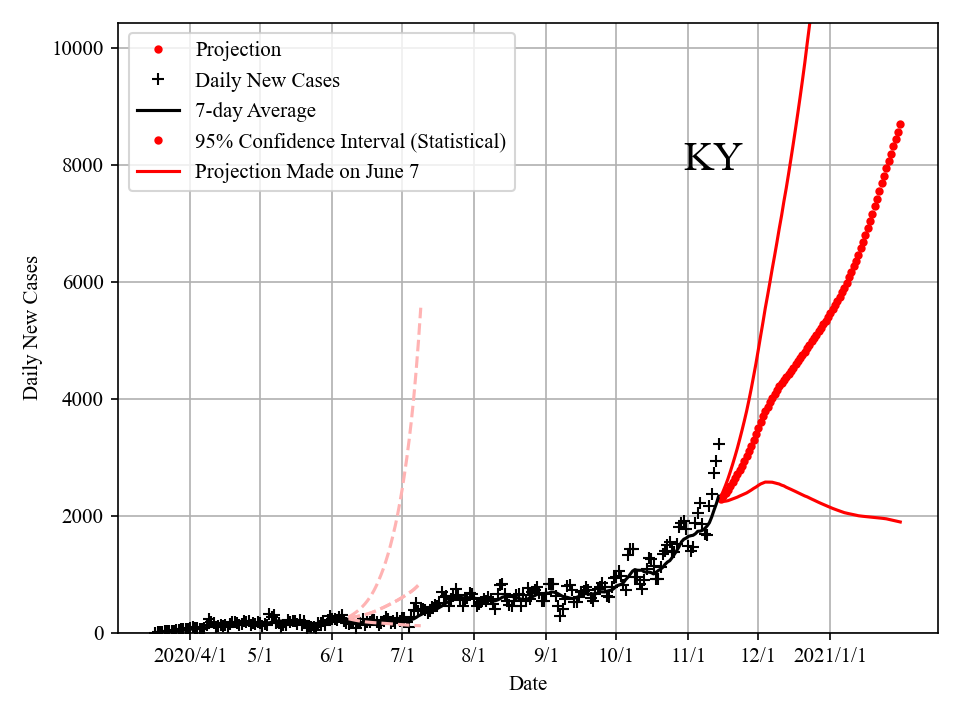 10000
8000
6000
4000
2000
0
Daily New Cases
Projection
Daily New Cases
7-day Average
95% Confidence Interval (Statistical)
Projection Made on June 7
KY
2020/4/1 5/1 6/1 7/1 8/1 9/1 10/1 11/1 12/1 2021/1/1
Date